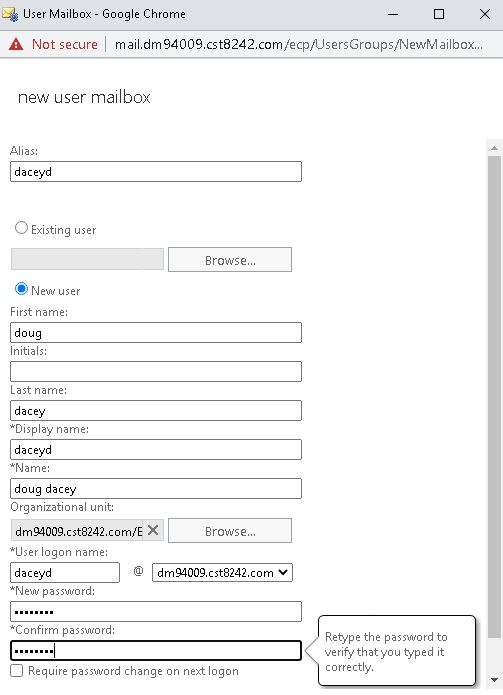 User Mailbox - Google Chrome
Not secure | mail.dm94009.cst8242.com/ecp/UsersGroups/NewMailbox...
new user mailbox
Alias:
daceyd
Existing user
Browse...
New user
First name:
doug
Initials:
Last name:
dacey
*Display name:
daceyd
*Name:
doug dacey
Organizational unit:
dm94009.cst8242.com/E Browse...
*User logon name:
daceyd @ dm94009.cst8242.com
*New password:
••••••••
*Confirm password:
••••••••
Retype the password to
verify that you typed it
correctly.
Require password change on next logon